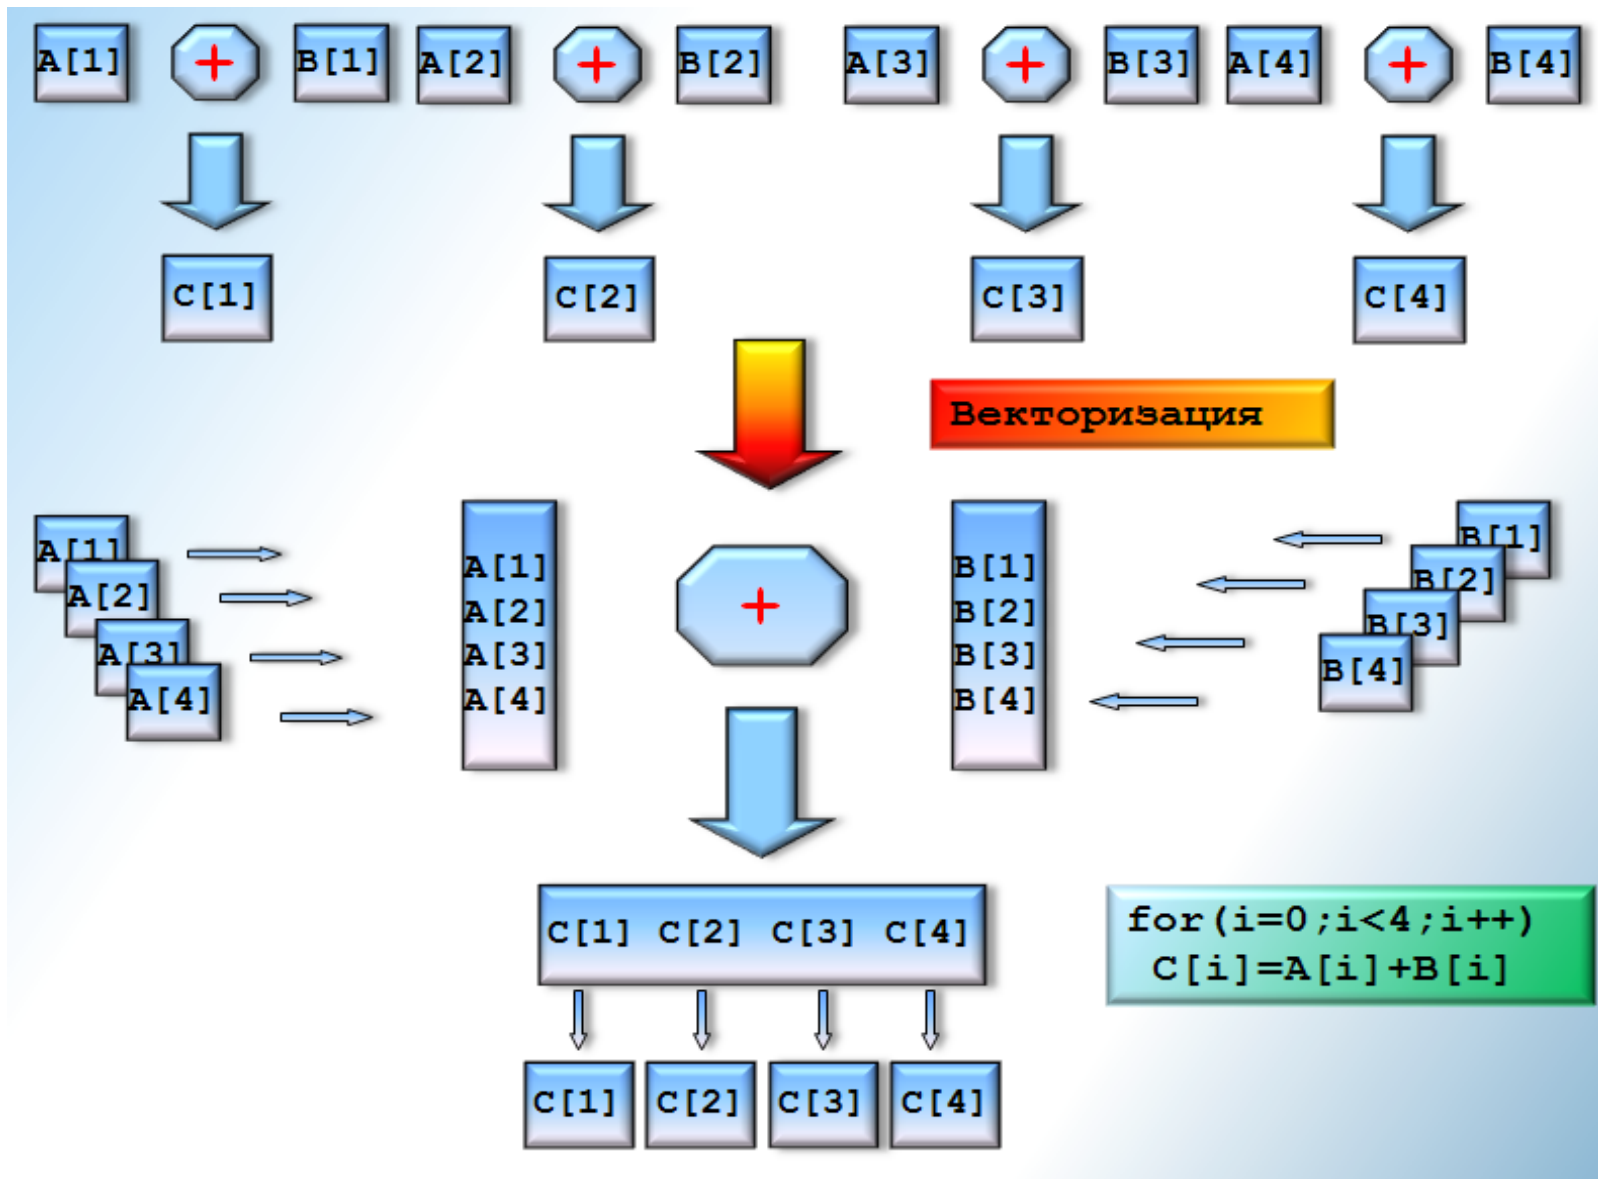 A[1] + B[1] A[2] + B[2] A[3] + B[3] A[4] + B[4]
C[1] C[2] C[3] C[4]
Векторизация
A[1]
A[2]
A[3]
A[4]
A[1]
A[2]
A[3]
A[4]
+
B[1]
B[2]
B[3]
B[4]
B[1]
B[2]
B[3]
B[4]
C[1] C[2] C[3] C[4]
for(i=0;i<4;i++)
C[i]=A[i]+B[i]
C[1] C[2] C[3] C[4]